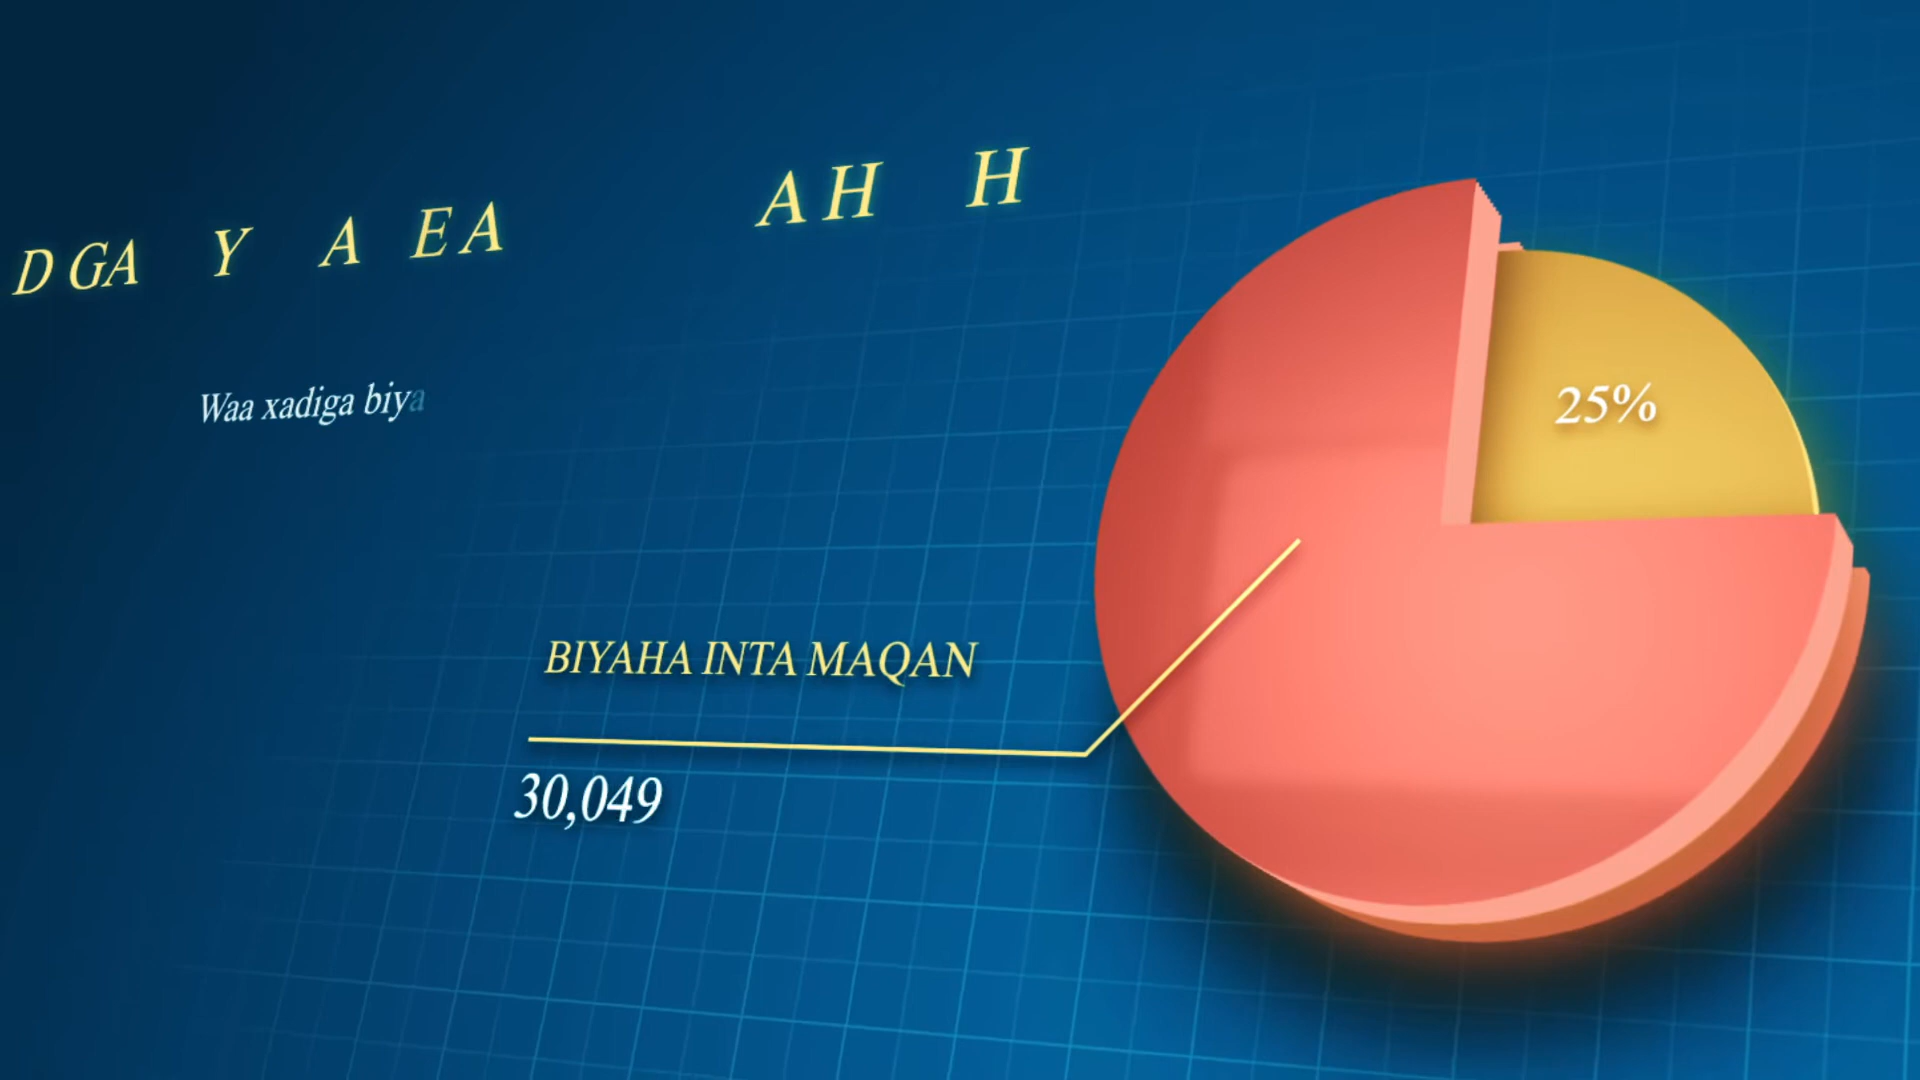 D GA Y A EA AH H
Waa xadiga biya
25%
BIYAHA INTA MAQAN
30,049